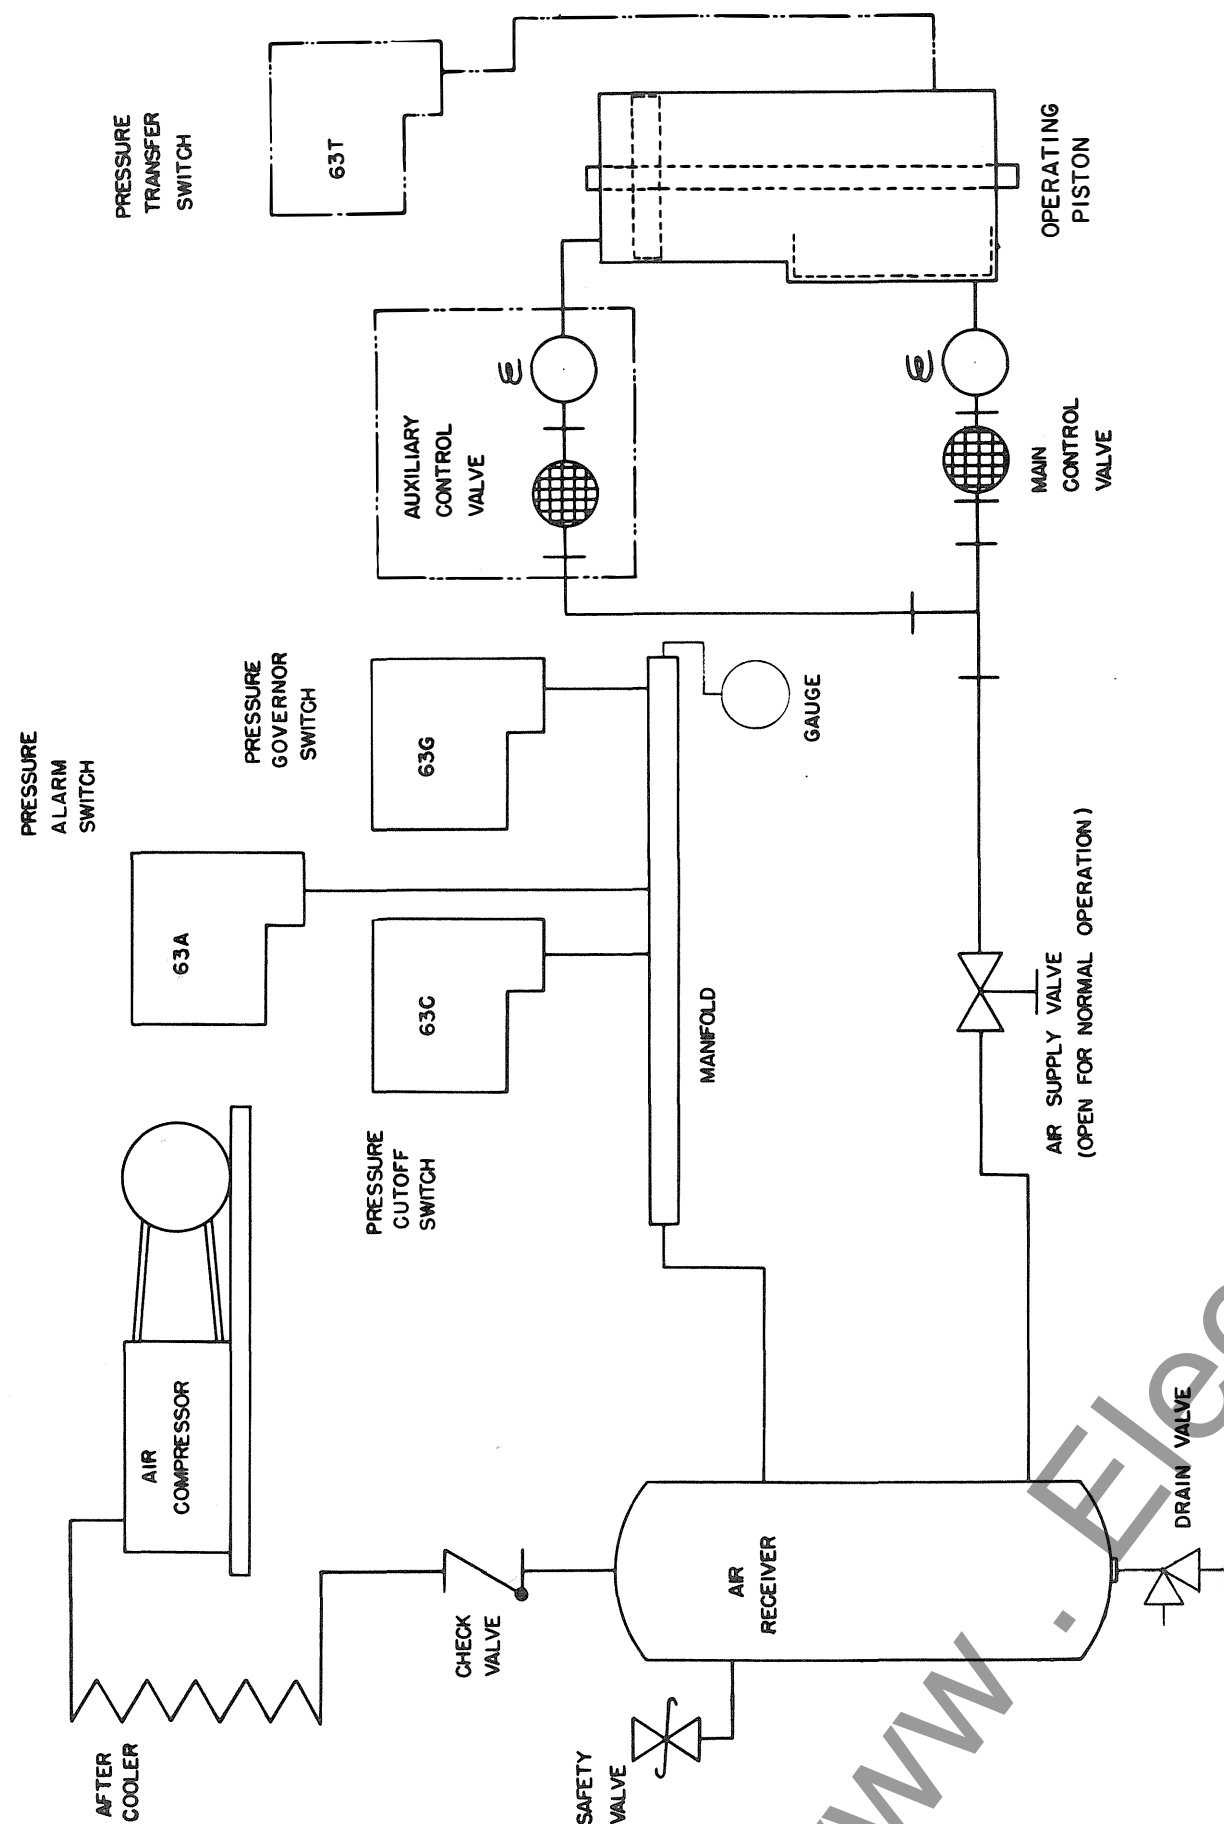 PRESSURE
TRANSFER
SWITCH
63T
OPERATING
PISTON
AUXILIARY
CONTROL
VALVE
E
E
MAIN
CONTROL
VALVE
PRESSURE
GOVERNOR
SWITCH
63G
GAUGE
PRESSURE
ALARM
SWITCH
63A
63C
PRESSURE
CUTOFF
SWITCH
MANIFOLD
AIR SUPPLY VALVE
(OPEN FOR NORMAL OPERATION)
AIR
COMPRESSOR
AFTER
COOLER
CHECK
VALVE
AIR
RECEIVER
SAFETY
VALVE
DRAIN VALVE
ww . Elec